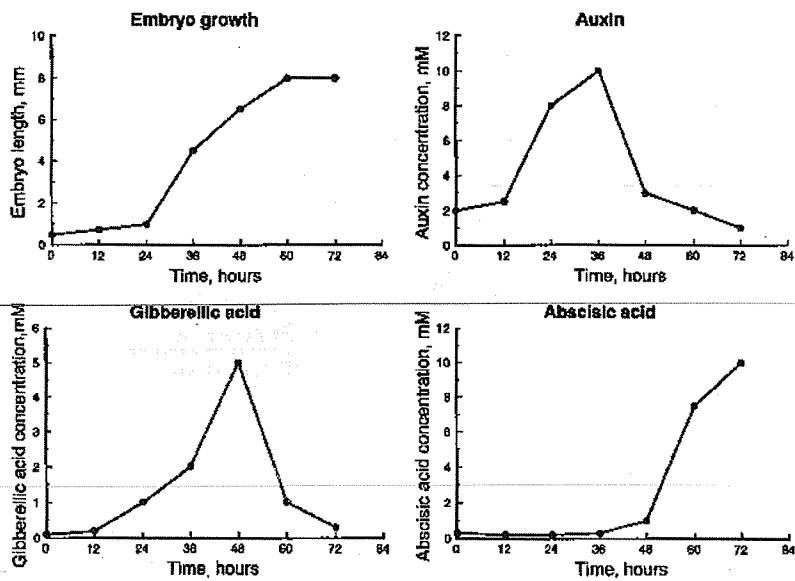 Embryo growth
Embryo length, mm
10
8
6
4
2
0
0 12 24 36 48 60 72 84
Time, hours
Auxin
Auxin concentration, mM
12
10
8
6
4
2
0
0 12 24 36 48 60 72 84
Time, hours
Gibberellic acid
Gibberellic acid concentration,mM
6
5
4
3
2
1
0
0 12 24 36 48 60 72 84
Time, hours
Abscisic acid
Abscisic acid concentration, mM
12
10
8
6
4
2
0
0 12 24 36 48 60 72 84
Time, hours